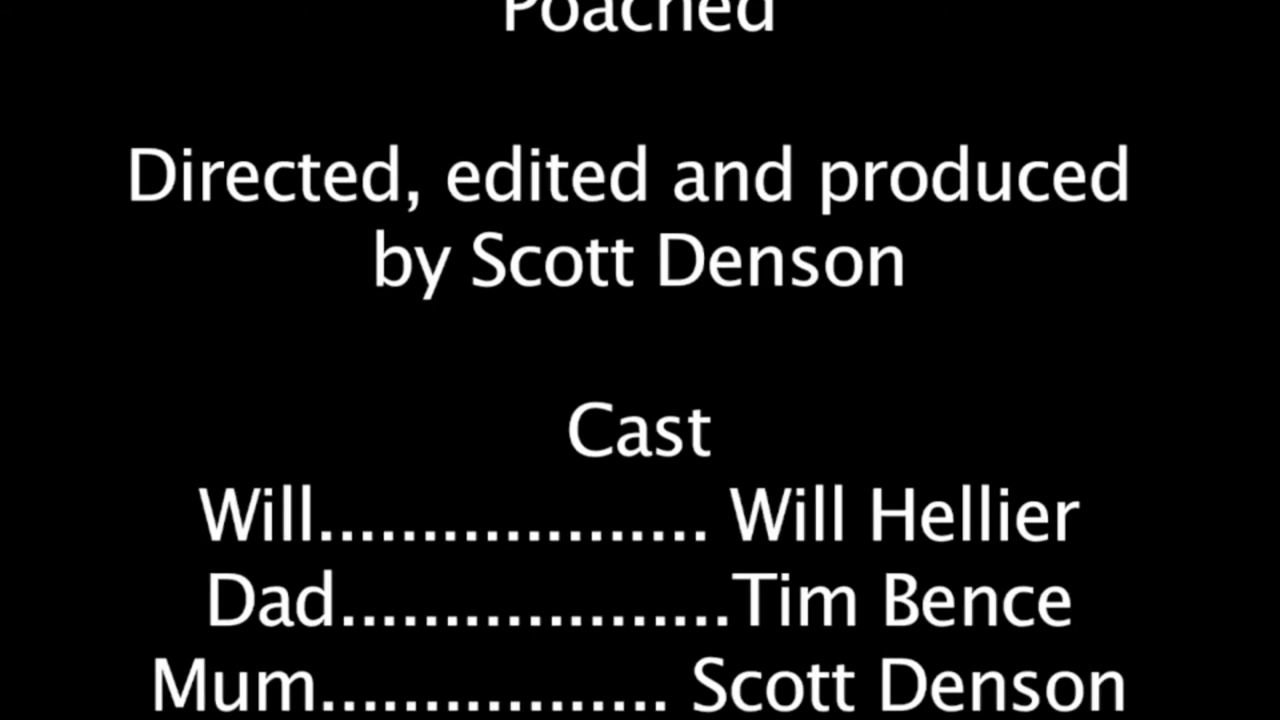 Poached
Directed, edited and produced
by Scott Denson
Cast
Will................... Will Hellier
Dad...................Tim Bence
Mum................. Scott Denson